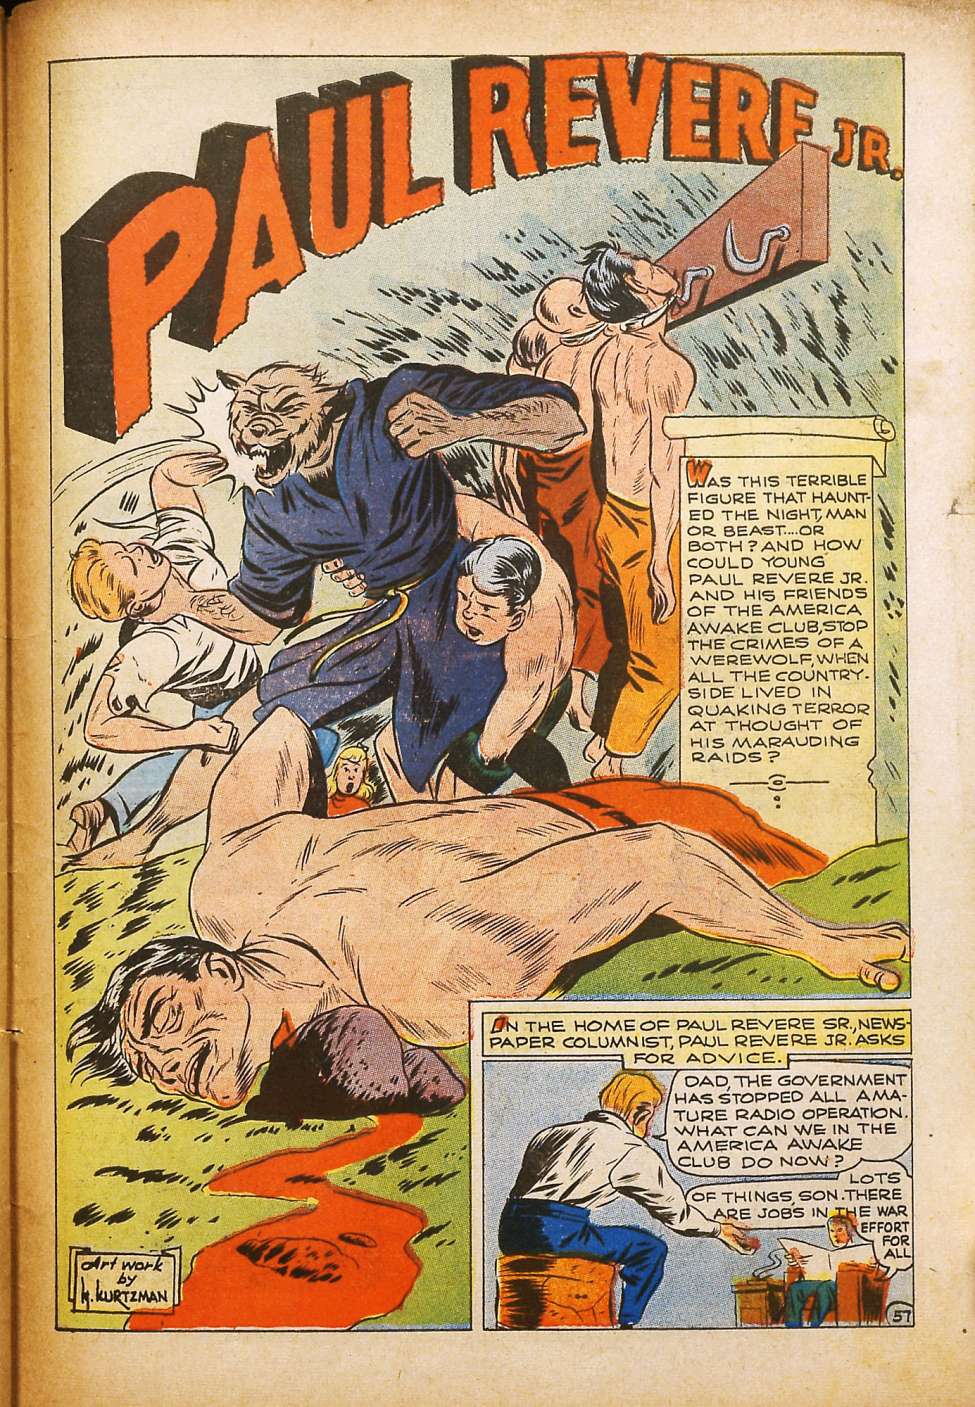 PAUL REVERE JR.
WAS THIS TERRIBLE
FIGURE THAT HAUNT-
ED THE NIGHT, MAN
OR BEAST....OR
BOTH? AND HOW
COULD YOUNG
PAUL REVERE JR.
AND HIS FRIENDS
OF THE AMERICA
AWAKE CLUB, STOP
THE CRIMES OF A
WEREWOLF, WHEN
ALL THE COUNTRY-
SIDE LIVED IN
QUAKING TERROR
AT THOUGHT OF
HIS MARAUDING
RAIDS?
IN THE HOME OF PAUL REVERE SR., NEWS-
PAPER COLUMNIST, PAUL REVERE JR. ASKS
FOR ADVICE.
DAD, THE GOVERNMENT
HAS STOPPED ALL AMA-
TURE RADIO OPERATION.
WHAT CAN WE IN THE
AMERICA AWAKE
CLUB DO NOW?
LOTS
OF THINGS, SON. THERE
ARE JOBS IN THE WAR
EFFORT
FOR
ALL
Art work
by
H. KURTZMAN
57